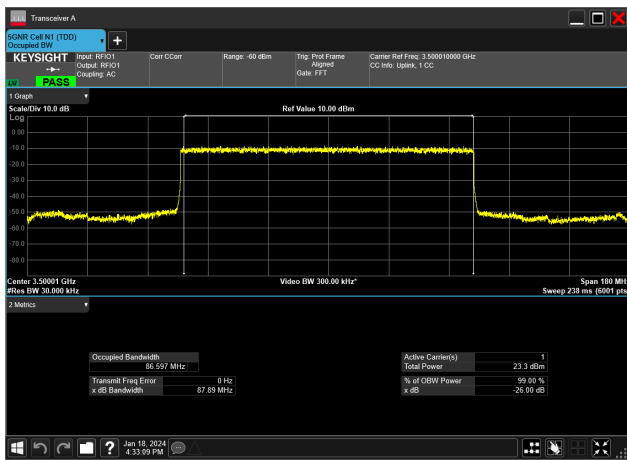 Transceiver A
5GNR Cell N1 (TDD)
Occupied BW
+
KEYSIGHT
Input: RFIO1
Output: RFIO1
Coupling: AC
Corr CCorr
Range: -60 dBm
Trig: Prot Frame
Aligned
Gate: FFT
Carrier Ref Freq: 3.500010000 GHz
CC Info: Uplink, 1 CC
PASS
1 Graph
Scale/Div 10.0 dB
Ref Value 10.00 dBm
Log
0.00
-10.0
-20.0
-30.0
-40.0
-50.0
-60.0
-70.0
-80.0
Center 3.50001 GHz
Video BW 300.00 kHz*
Span 180 MHz
#Res BW 30.000 kHz
Sweep 238 ms (6001 pts
2 Metrics
Occupied Bandwidth
86.597 MHz
Active Carrier(s) 1
Total Power 23.3 dBm
Transmit Freq Error 0 Hz
% of OBW Power 99.00 %
x dB Bandwidth 87.89 MHz
x dB -26.00 dB
?
Jan 18, 2024
4:33:09 PM